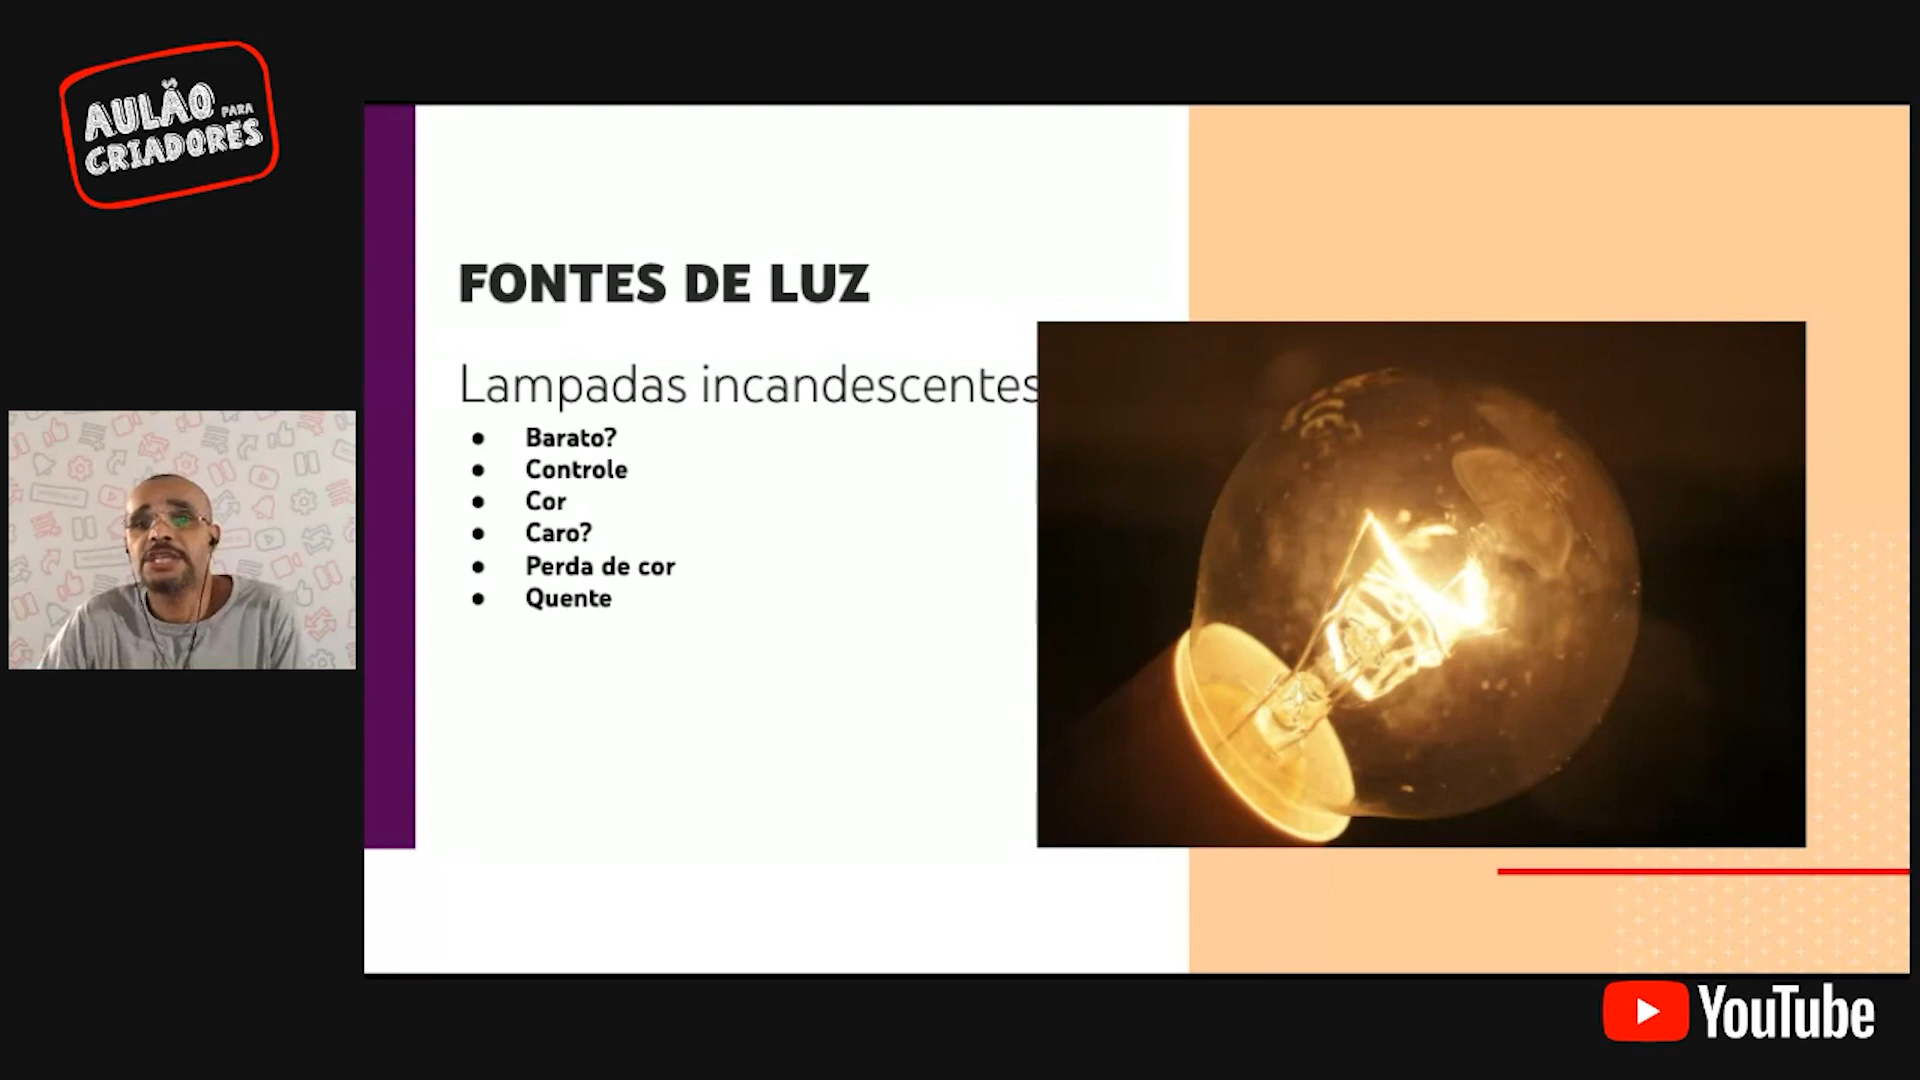 AULÃO PARA
CRIADORES
FONTES DE LUZ
Lampadas incandescentes
● Barato?
● Controle
● Cor
● Caro?
● Perda de cor
● Quente
YouTube